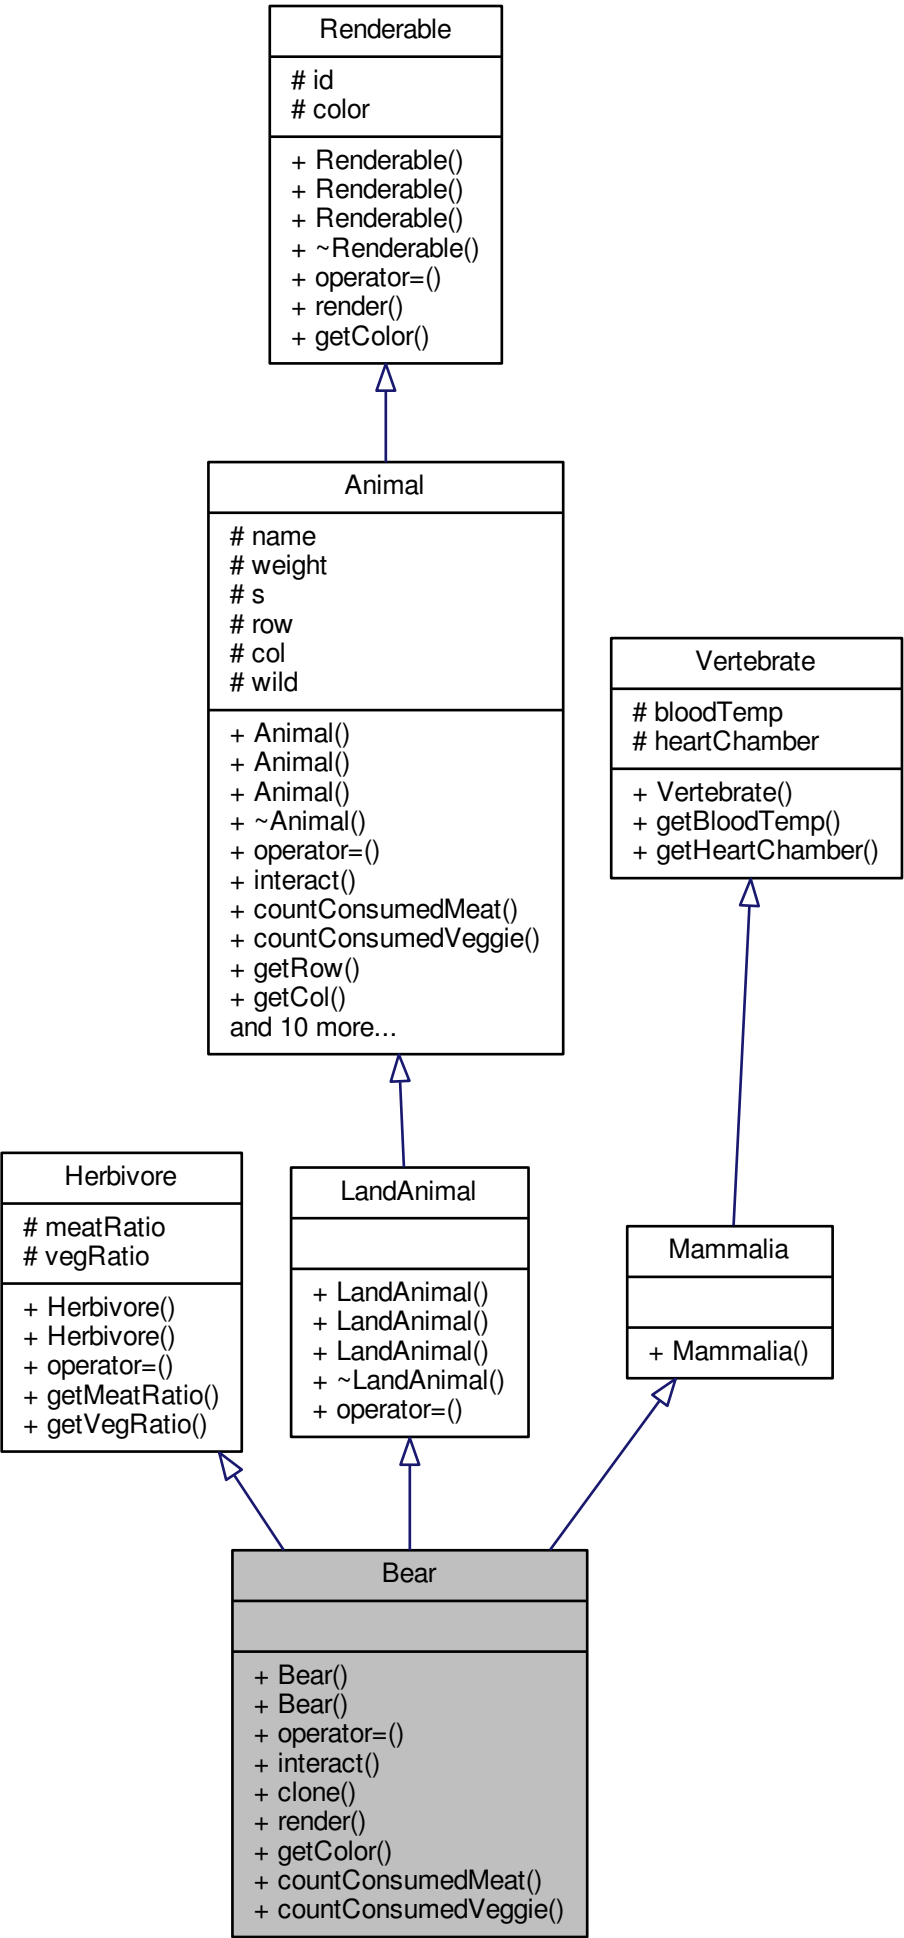 Renderable
# id
# color
+ Renderable()
+ Renderable()
+ Renderable()
+ ~Renderable()
+ operator=()
+ render()
+ getColor()
Animal
# name
# weight
# s
# row
# col
# wild
+ Animal()
+ Animal()
+ Animal()
+ ~Animal()
+ operator=()
+ interact()
+ countConsumedMeat()
+ countConsumedVeggie()
+ getRow()
+ getCol()
and 10 more...
Vertebrate
# bloodTemp
# heartChamber
+ Vertebrate()
+ getBloodTemp()
+ getHeartChamber()
Herbivore
# meatRatio
# vegRatio
+ Herbivore()
+ Herbivore()
+ operator=()
+ getMeatRatio()
+ getVegRatio()
LandAnimal
+ LandAnimal()
+ LandAnimal()
+ LandAnimal()
+ ~LandAnimal()
+ operator=()
Mammalia
+ Mammalia()
Bear
+ Bear()
+ Bear()
+ operator=()
+ interact()
+ clone()
+ render()
+ getColor()
+ countConsumedMeat()
+ countConsumedVeggie()